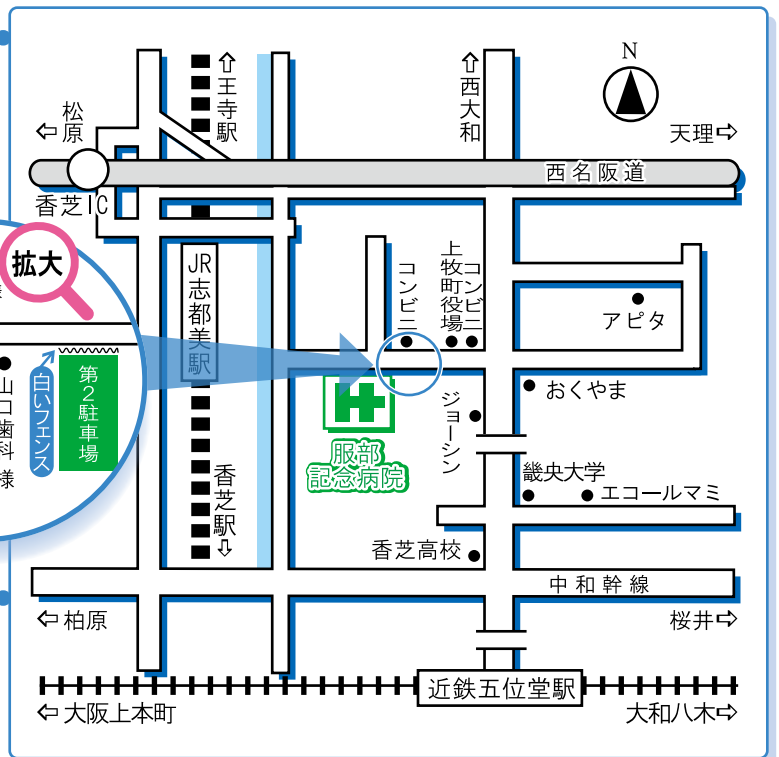 N
⇧王寺駅
⇧西大和
⇦松原
天理⇨
西名阪道
香芝IC
拡大
JR志都美駅
コンビニ
上牧町役場
コンビニ
アピタ
おくやま
ジョーシン
服部
記念病院
第2駐車場
白いフェンス
山口歯科 様
香芝駅⇩
畿央大学
エコールマミ
香芝高校
中和幹線
⇦柏原
桜井⇨
近鉄五位堂駅
⇦大阪上本町
大和八木⇨